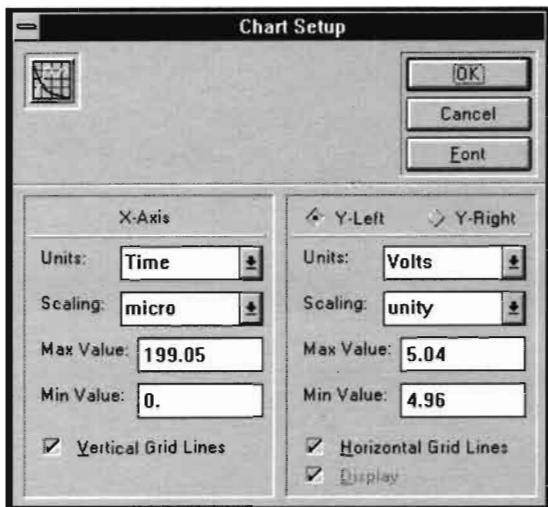 Chart Setup
OK
Cancel
Font
X-Axis
Units: Time
Scaling: micro
Max Value: 199.05
Min Value: 0.
Vertical Grid Lines
Y-Left Y-Right
Units: Volts
Scaling: unity
Max Value: 5.04
Min Value: 4.96
Horizontal Grid Lines
Display